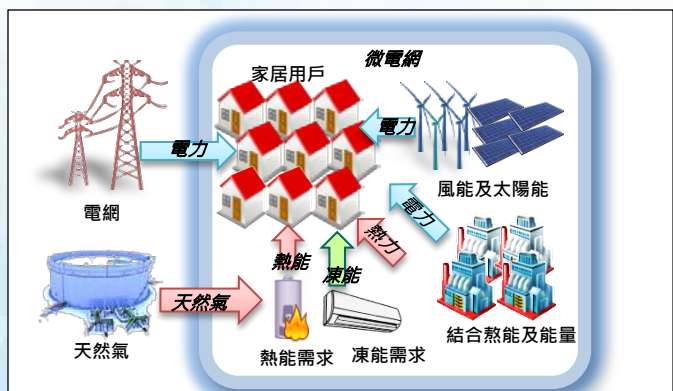 微電網
家居用戶
電力
電力
電網
風能及太陽能
電力
熱力
熱能
凍能
天然氣
天然氣
熱能需求
凍能需求
結合熬能及能量